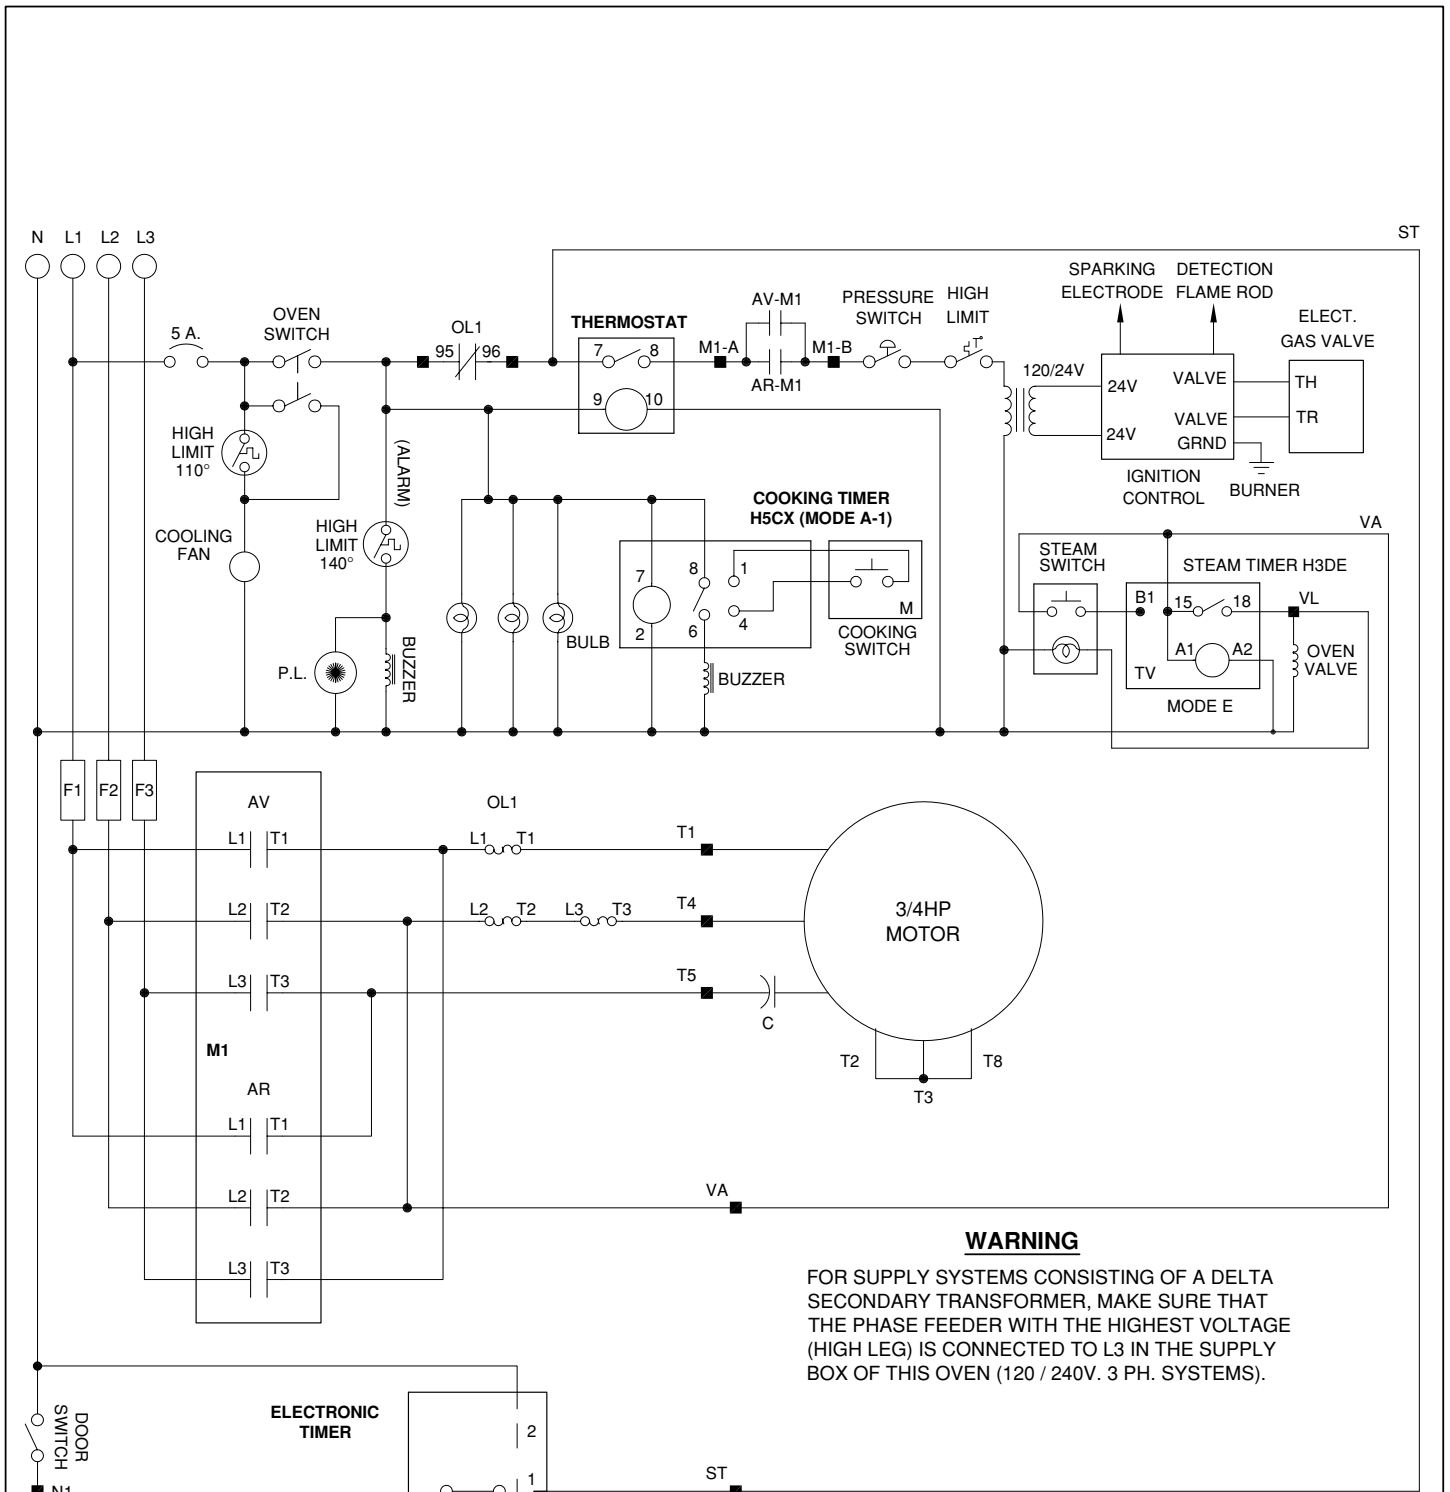 ST
N L1 L2 L3
SPARKING
ELECTRODE
DETECTION
FLAME ROD
ELECT.
GAS VALVE
5 A.
OVEN
SWITCH
OL1
95 96
THERMOSTAT
7 8
9 10
M1-A
AV-M1
AR-M1
M1-B
PRESSURE
SWITCH
HIGH
LIMIT
T°
120/24V
24V
24V
VALVE
VALVE
GRND
TH
TR
IGNITION
CONTROL
BURNER
HIGH
LIMIT
110°
(ALARM)
COOLING
FAN
HIGH
LIMIT
140°
P.L.
BUZZER
BULB
COOKING TIMER
H5CX (MODE A-1)
7
2
8
6
1
4
M
COOKING
SWITCH
BUZZER
VA
STEAM
SWITCH
STEAM TIMER H3DE
B1 15 18
VL
A1 A2
TV
OVEN
VALVE
MODE E
F1 F2 F3
AV
OL1
L1 T1
L1 T1
T1
L2 T2
L2 T2
L3 T3
T4
L3 T3
T5
C
3/4HP
MOTOR
T2
T8
T3
M1
AR
L1 T1
L2 T2
VA
L3 T3
WARNING
FOR SUPPLY SYSTEMS CONSISTING OF A DELTA
SECONDARY TRANSFORMER, MAKE SURE THAT
THE PHASE FEEDER WITH THE HIGHEST VOLTAGE
(HIGH LEG) IS CONNECTED TO L3 IN THE SUPPLY
BOX OF THIS OVEN (120 / 240V. 3 PH. SYSTEMS).
DOOR
SWITCH
ELECTRONIC
TIMER
2
1
ST
N1